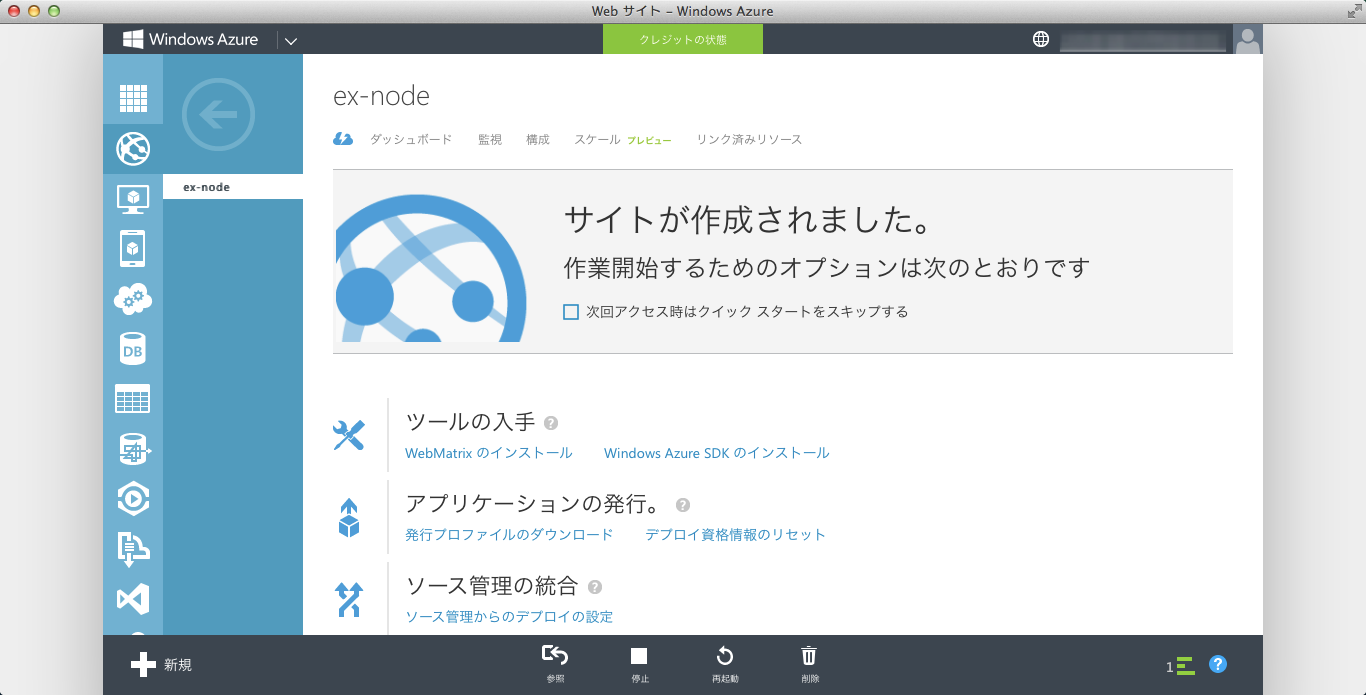 Web サイト – Windows Azure
Windows Azure
クレジットの状態
ex-node
ダッシュボード 監視 構成 スケール プレビュー リンク済みリソース
ex-node
サイトが作成されました。
作業開始するためのオプションは次のとおりです
次回アクセス時はクイック スタートをスキップする
DB
ツールの入手 ?
WebMatrix のインストール Windows Azure SDK のインストール
アプリケーションの発行。 ?
発行プロファイルのダウンロード デプロイ資格情報のリセット
ソース管理の統合 ?
ソース管理からのデプロイの設定
新規
参照 停止 再起動 削除
1 ?